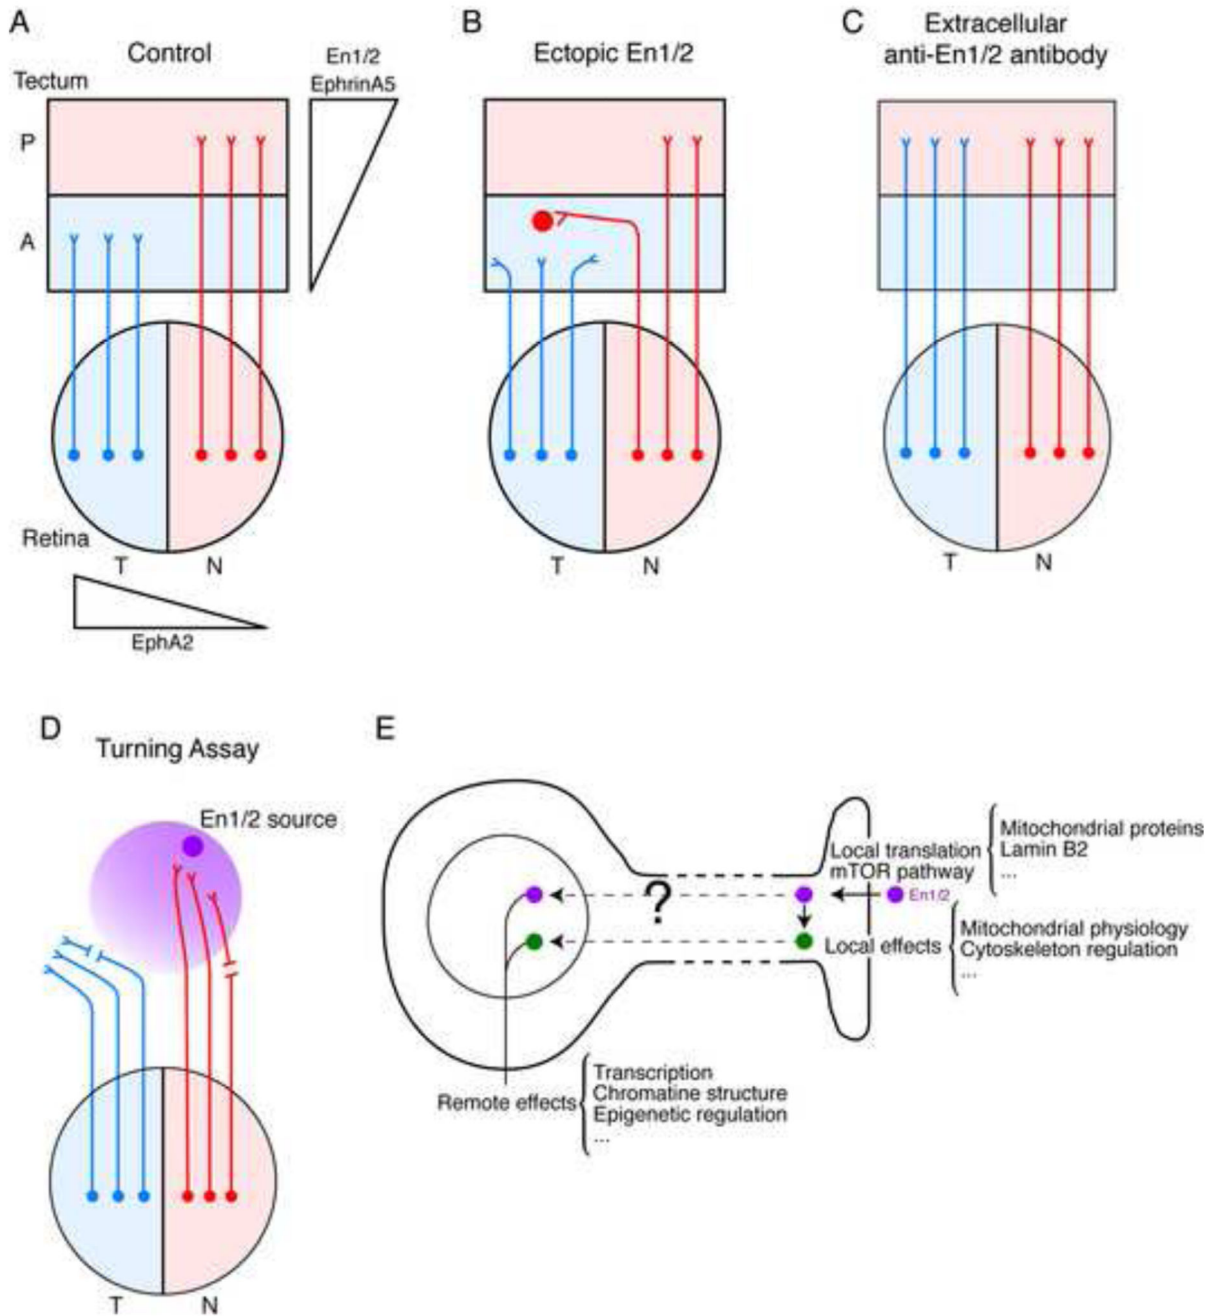 A
Control
Tectum
En1/2
EphrinA5
P
A
Retina
T
N
EphA2
B
Ectopic En1/2
T
N
C
Extracellular
anti-En1/2 antibody
T
N
D
Turning Assay
En1/2 source
T
N
E
Local translation
mTOR pathway
Mitochondrial proteins
Lamin B2
...
En1/2
?
Local effects
Mitochondrial physiology
Cytoskeleton regulation
...
Remote effects
Transcription
Chromatine structure
Epigenetic regulation
...